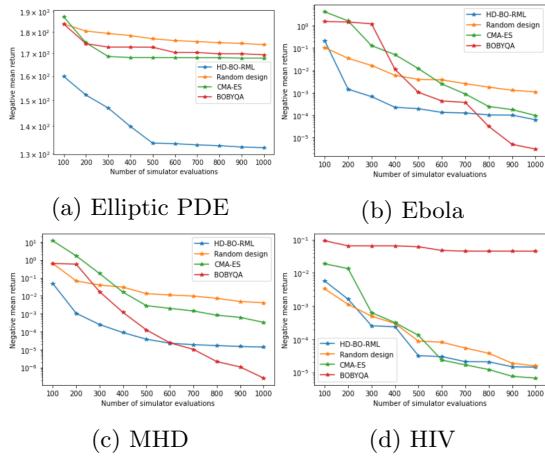 1.9 × 10²
1.8 × 10²
1.7 × 10²
1.6 × 10²
1.5 × 10²
1.4 × 10²
1.3 × 10²
Negative mean return
HD-BO-RML
Random design
CMA-ES
BOBYQA
100 200 300 400 500 600 700 800 900 1000
Number of simulator evaluations
(a) Elliptic PDE
10⁰
10⁻¹
10⁻²
10⁻³
10⁻⁴
10⁻⁵
Negative mean return
HD-BO-RML
Random design
CMA-ES
BOBYQA
100 200 300 400 500 600 700 800 900 1000
Number of simulator evaluations
(b) Ebola
10¹
10⁰
10⁻¹
10⁻²
10⁻³
10⁻⁴
10⁻⁵
10⁻⁶
Negative mean return
HD-BO-RML
Random design
CMA-ES
BOBYQA
100 200 300 400 500 600 700 800 900 1000
Number of simulator evaluations
(c) MHD
10⁻¹
10⁻²
10⁻³
10⁻⁴
10⁻⁵
Negative mean return
HD-BO-RML
Random design
CMA-ES
BOBYQA
100 200 300 400 500 600 700 800 900 1000
Number of simulator evaluations
(d) HIV